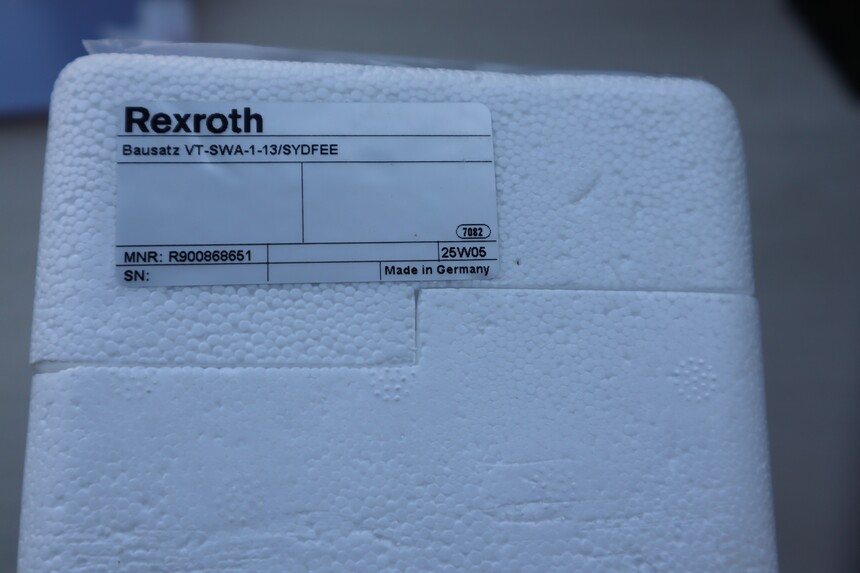 Rexroth
Bausatz VT-SWA-1-13/SYDFEE
7082
MNR: R900868651 25W05
SN: Made in Germany